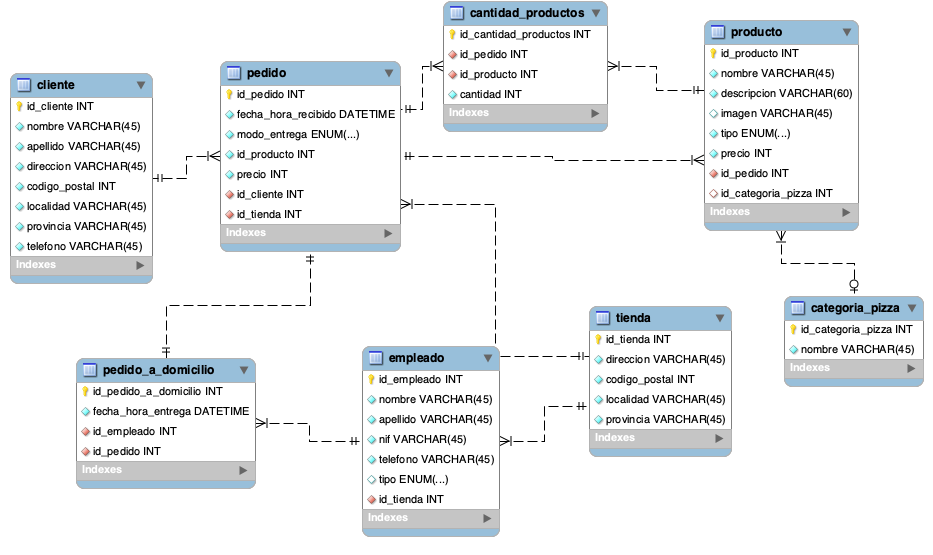 cantidad_productos
id_cantidad_productos INT
id_pedido INT
id_producto INT
cantidad INT
Indexes
producto
id_producto INT
nombre VARCHAR(45)
descripcion VARCHAR(60)
imagen VARCHAR(45)
tipo ENUM(...)
precio INT
id_pedido INT
id_categoria_pizza INT
Indexes
cliente
id_cliente INT
nombre VARCHAR(45)
apellido VARCHAR(45)
direccion VARCHAR(45)
codigo_postal INT
localidad VARCHAR(45)
provincia VARCHAR(45)
telefono VARCHAR(45)
Indexes
pedido
id_pedido INT
fecha_hora_recibido DATETIME
modo_entrega ENUM(...)
id_producto INT
precio INT
id_cliente INT
id_tienda INT
Indexes
categoria_pizza
id_categoria_pizza INT
nombre VARCHAR(45)
Indexes
tienda
id_tienda INT
direccion VARCHAR(45)
codigo_postal INT
localidad VARCHAR(45)
provincia VARCHAR(45)
Indexes
pedido_a_domicilio
id_pedido_a_domicilio INT
fecha_hora_entrega DATETIME
id_empleado INT
id_pedido INT
Indexes
empleado
id_empleado INT
nombre VARCHAR(45)
apellido VARCHAR(45)
nif VARCHAR(45)
telefono VARCHAR(45)
tipo ENUM(...)
id_tienda INT
Indexes